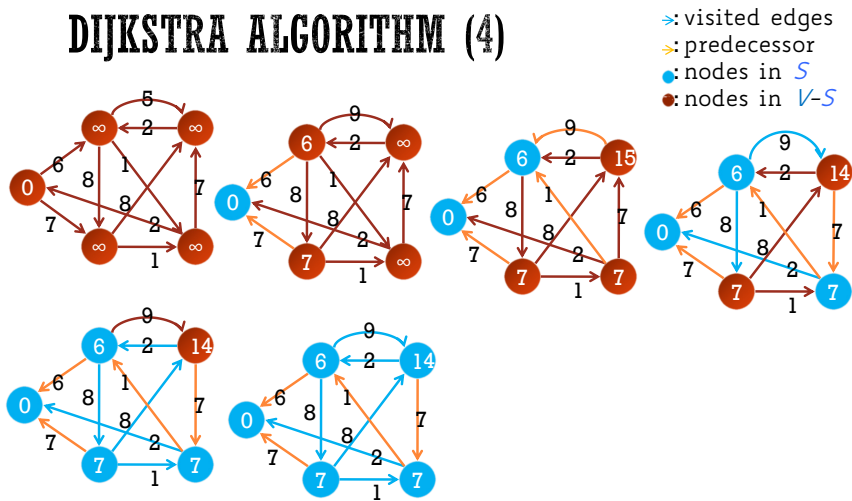 DIJKSTRA ALGORITHM (4)
: visited edges
: predecessor
: nodes in S
: nodes in V-S
5
∞ 2 ∞
6 1
0 8 8 7
7 2
∞ ∞
1
9
6 2 ∞
6 1
0 8 8 7
7 2
7 ∞
1
9
6 2 15
6 1
0 8 8 7
7 2
7 7
1
9
6 2 14
6 1
0 8 8 7
7 2
7 7
1
9
6 2 14
6 1
0 8 8 7
7 2
7 7
1
9
6 2 14
6 1
0 8 8 7
7 2
7 7
1